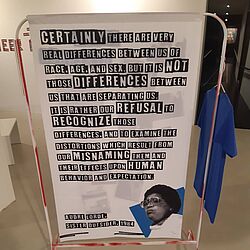 CERTAINLY THERE ARE VERY
REAL DIFFERENCES BETWEEN US OF
RACE, AGE, AND SEX. BUT IT IS NOT
THOSE DIFFERENCES BETWEEN
US THAT ARE SEPARATING US.
IT IS RATHER OUR REFUSAL TO
RECOGNIZE THOSE
DIFFERENCES, AND TO EXAMINE THE
DISTORTIONS WHICH RESULT FROM
OUR MISNAMING THEM AND
THEIR EFFECTS UPON HUMAN
BEHAVIOR AND EXPECTATION.
AUDRE LORDE,
SISTER OUTSIDER, 1984